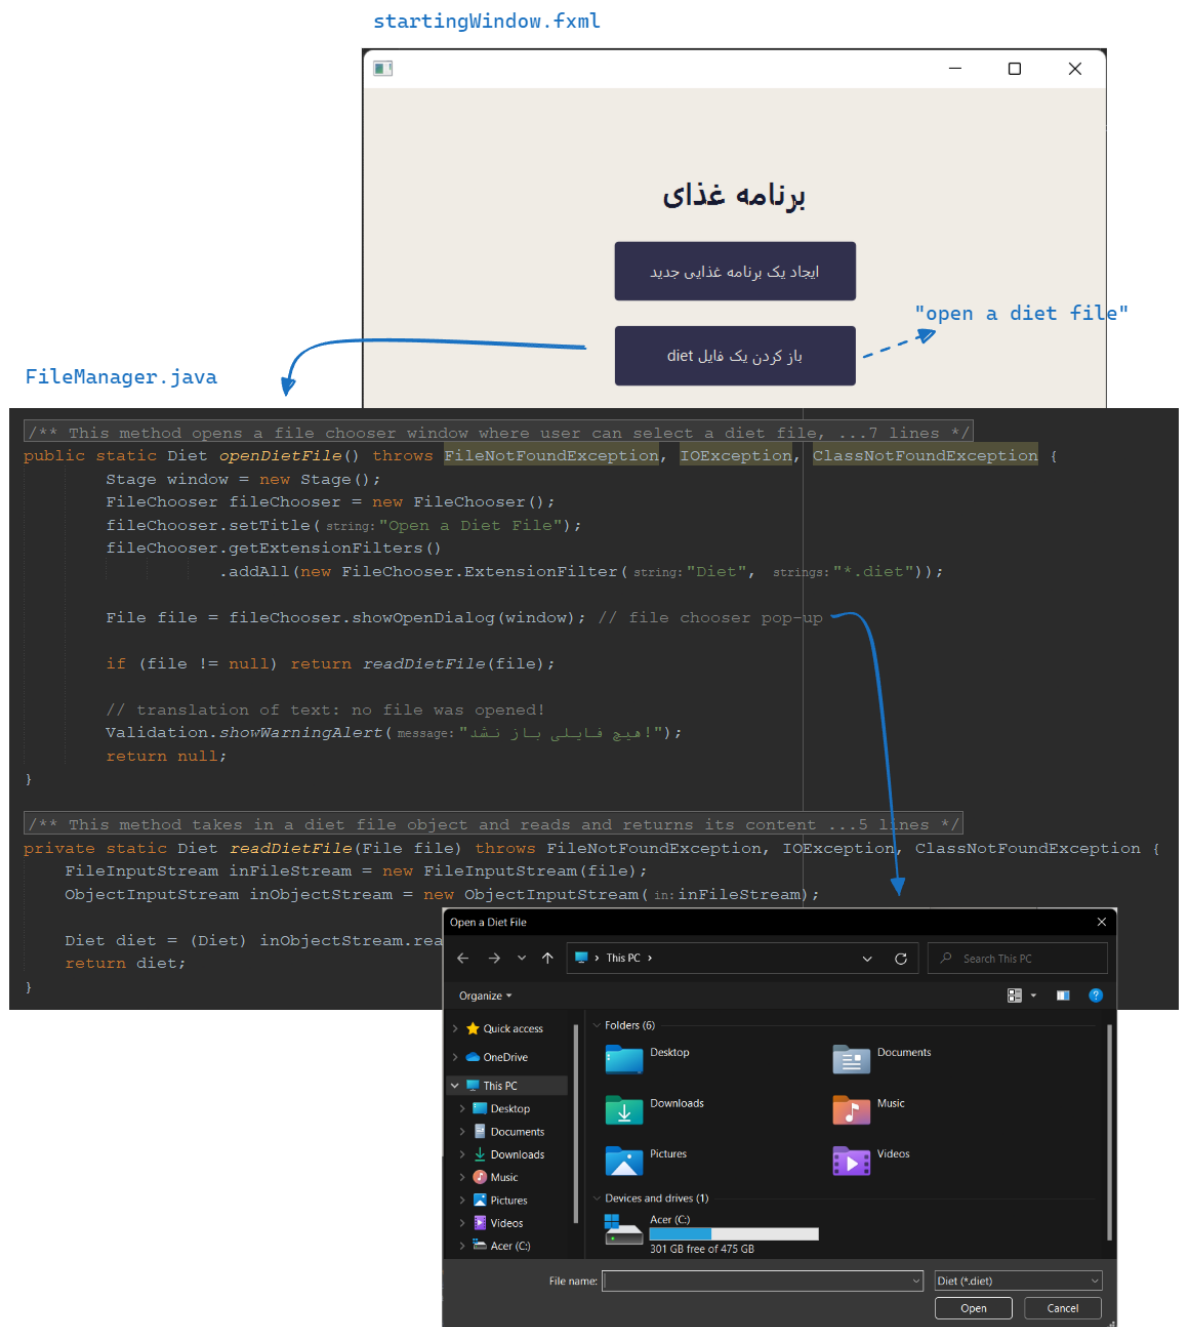 startingWindow.fxml
برنامه غذای
ایجاد یک برنامه غذایی جدید
"open a diet file"
باز کردن یک فایل diet
FileManager.java
/** This method opens a file chooser window where user can select a diet file, ...7 lines */
public static Diet openDietFile() throws FileNotFoundException, IOException, ClassNotFoundException {
Stage window = new Stage();
FileChooser fileChooser = new FileChooser();
fileChooser.setTitle( string: "Open a Diet File");
fileChooser.getExtensionFilters()
.addAll(new FileChooser.ExtensionFilter( string: "Diet", strings: "*.diet"));
File file = fileChooser.showOpenDialog(window); // file chooser pop-up
if (file != null) return readDietFile(file);
// translation of text: no file was opened!
Validation.showWarningAlert( message: "هیچ فایلی باز نشد!");
return null;
}
/** This method takes in a diet file object and reads and returns its content ...5 lines */
private static Diet readDietFile(File file) throws FileNotFoundException, IOException, ClassNotFoundException {
FileInputStream inFileStream = new FileInputStream(file);
ObjectInputStream inObjectStream = new ObjectInputStream( in: inFileStream);
Diet diet = (Diet) inObjectStream.rea
return diet;
}
Open a Diet File
This PC
Search This PC
Organize
Quick access
OneDrive
This PC
Desktop
Documents
Downloads
Music
Pictures
Videos
Acer (C:)
Folders (6)
Desktop
Documents
Downloads
Music
Pictures
Videos
Devices and drives (1)
Acer (C:)
301 GB free of 475 GB
File name:
Diet (*.diet)
Open
Cancel